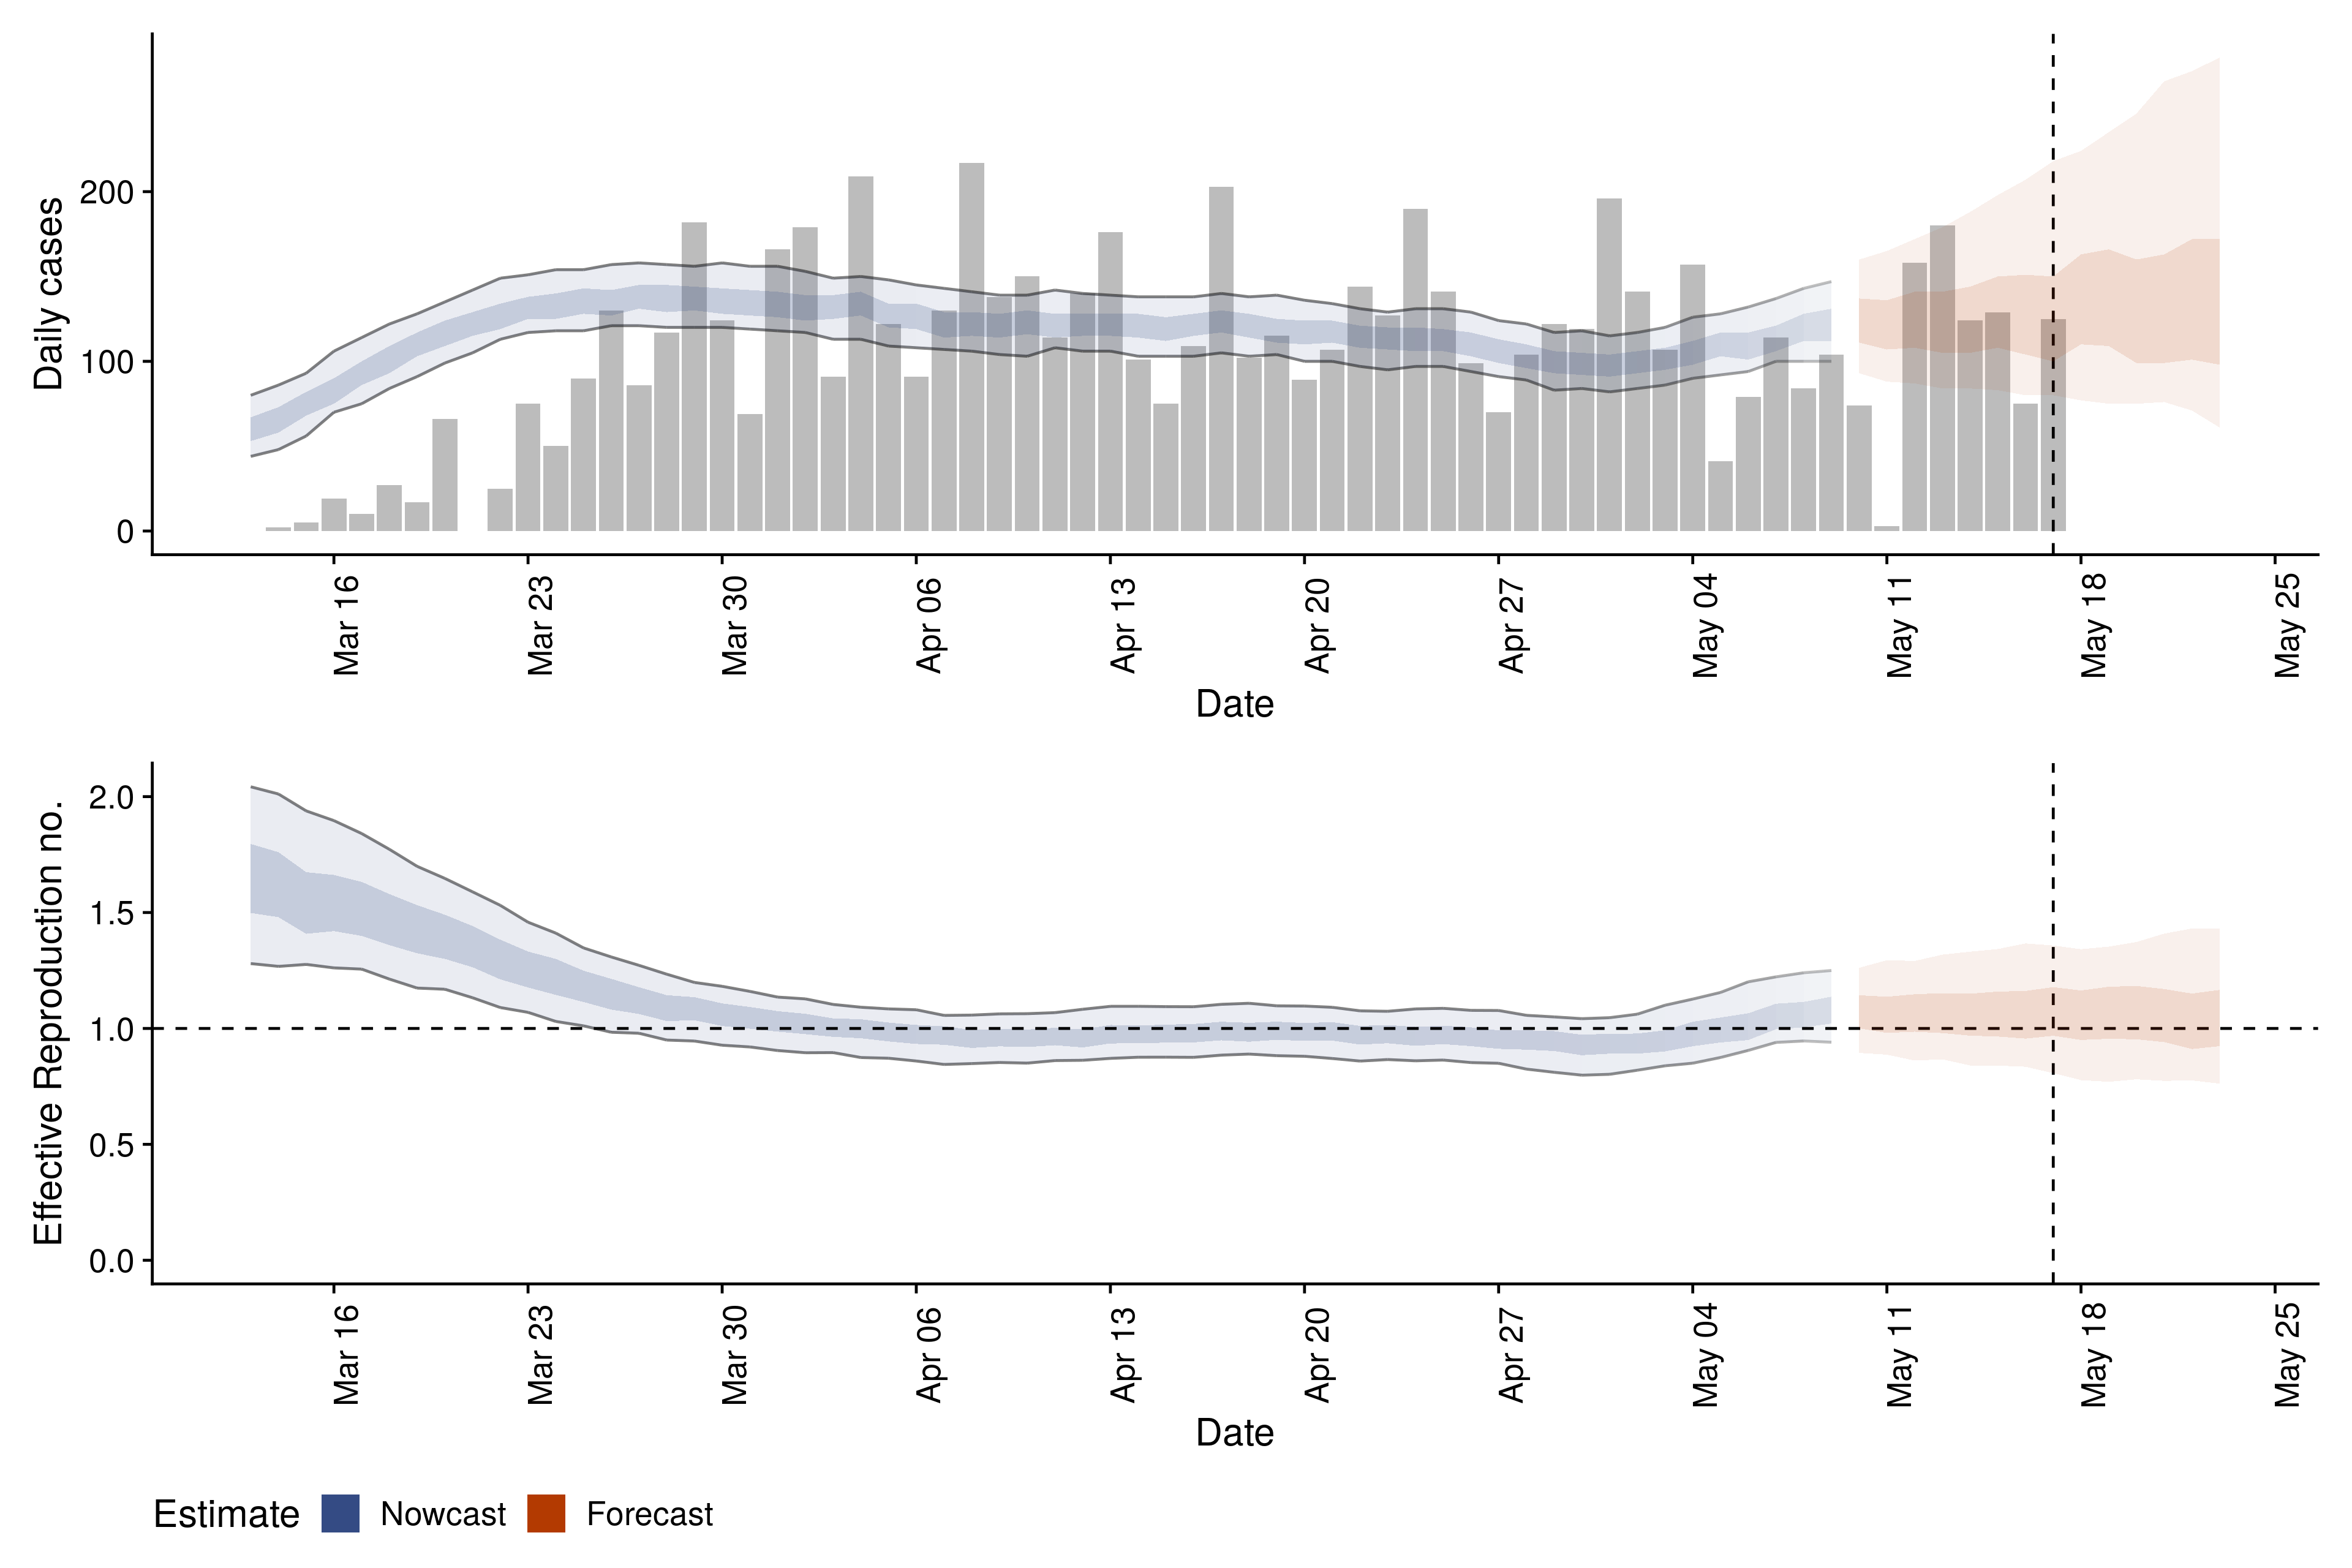 Daily cases
200
100
0
Mar 16
Mar 23
Mar 30
Apr 06
Apr 13
Apr 20
Apr 27
May 04
May 11
May 18
May 25
Date
Effective Reproduction no.
2.0
1.5
1.0
0.5
0.0
Mar 16
Mar 23
Mar 30
Apr 06
Apr 13
Apr 20
Apr 27
May 04
May 11
May 18
May 25
Date
Estimate Nowcast Forecast